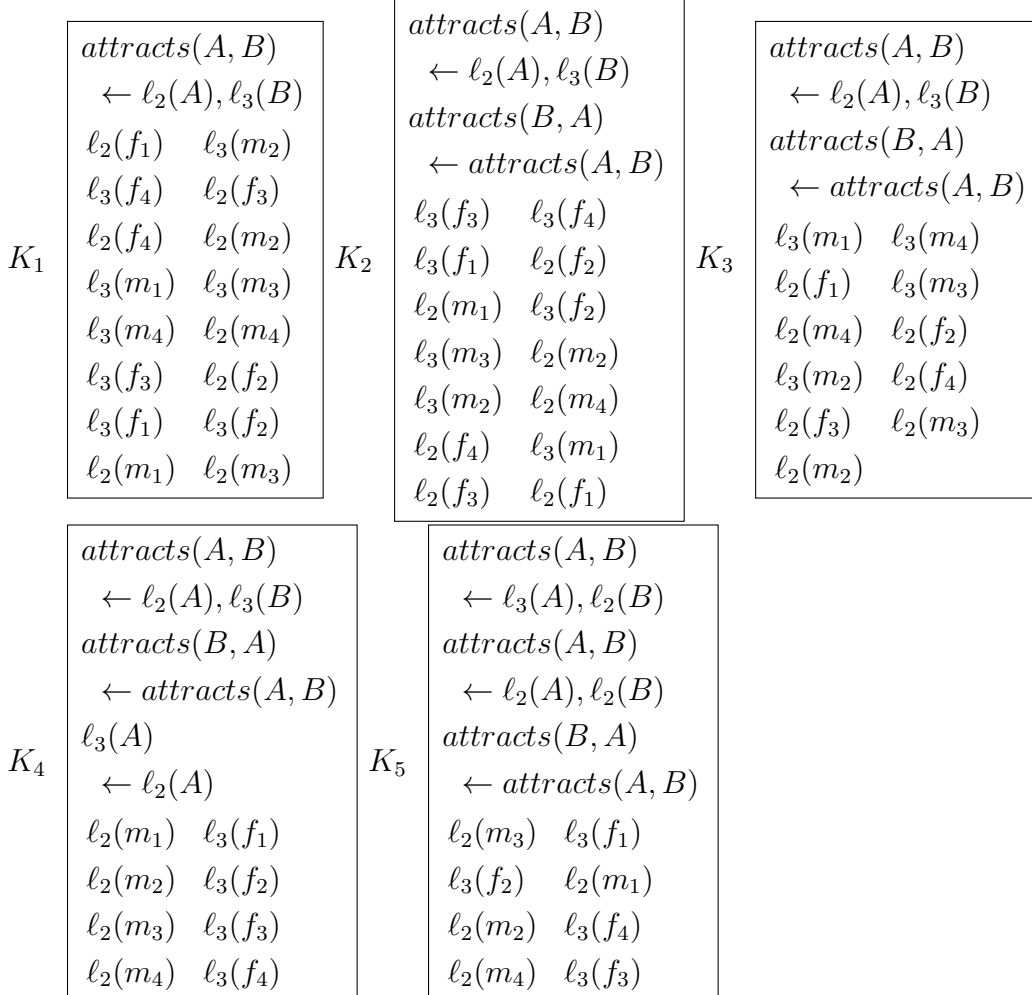 K₁
attracts(A, B)
← ℓ₂(A), ℓ₃(B)
ℓ₂(f₁) ℓ₃(m₂)
ℓ₃(f₄) ℓ₂(f₃)
ℓ₂(f₄) ℓ₂(m₂)
ℓ₃(m₁) ℓ₃(m₃)
ℓ₃(m₄) ℓ₂(m₄)
ℓ₃(f₃) ℓ₂(f₂)
ℓ₃(f₁) ℓ₃(f₂)
ℓ₂(m₁) ℓ₂(m₃)
K₂
attracts(A, B)
← ℓ₂(A), ℓ₃(B)
attracts(B, A)
← attracts(A, B)
ℓ₃(f₃) ℓ₃(f₄)
ℓ₃(f₁) ℓ₂(f₂)
ℓ₂(m₁) ℓ₃(f₂)
ℓ₃(m₃) ℓ₂(m₂)
ℓ₃(m₂) ℓ₂(m₄)
ℓ₂(f₄) ℓ₃(m₁)
ℓ₂(f₃) ℓ₂(f₁)
K₃
attracts(A, B)
← ℓ₂(A), ℓ₃(B)
attracts(B, A)
← attracts(A, B)
ℓ₃(m₁) ℓ₃(m₄)
ℓ₂(f₁) ℓ₃(m₃)
ℓ₂(m₄) ℓ₂(f₂)
ℓ₃(m₂) ℓ₂(f₄)
ℓ₂(f₃) ℓ₂(m₃)
ℓ₂(m₂)
K₄
attracts(A, B)
← ℓ₂(A), ℓ₃(B)
attracts(B, A)
← attracts(A, B)
ℓ₃(A)
← ℓ₂(A)
ℓ₂(m₁) ℓ₃(f₁)
ℓ₂(m₂) ℓ₃(f₂)
ℓ₂(m₃) ℓ₃(f₃)
ℓ₂(m₄) ℓ₃(f₄)
K₅
attracts(A, B)
← ℓ₃(A), ℓ₂(B)
attracts(A, B)
← ℓ₂(A), ℓ₂(B)
attracts(B, A)
← attracts(A, B)
ℓ₂(m₃) ℓ₃(f₁)
ℓ₃(f₂) ℓ₂(m₁)
ℓ₂(m₂) ℓ₃(f₄)
ℓ₂(m₄) ℓ₃(f₃)